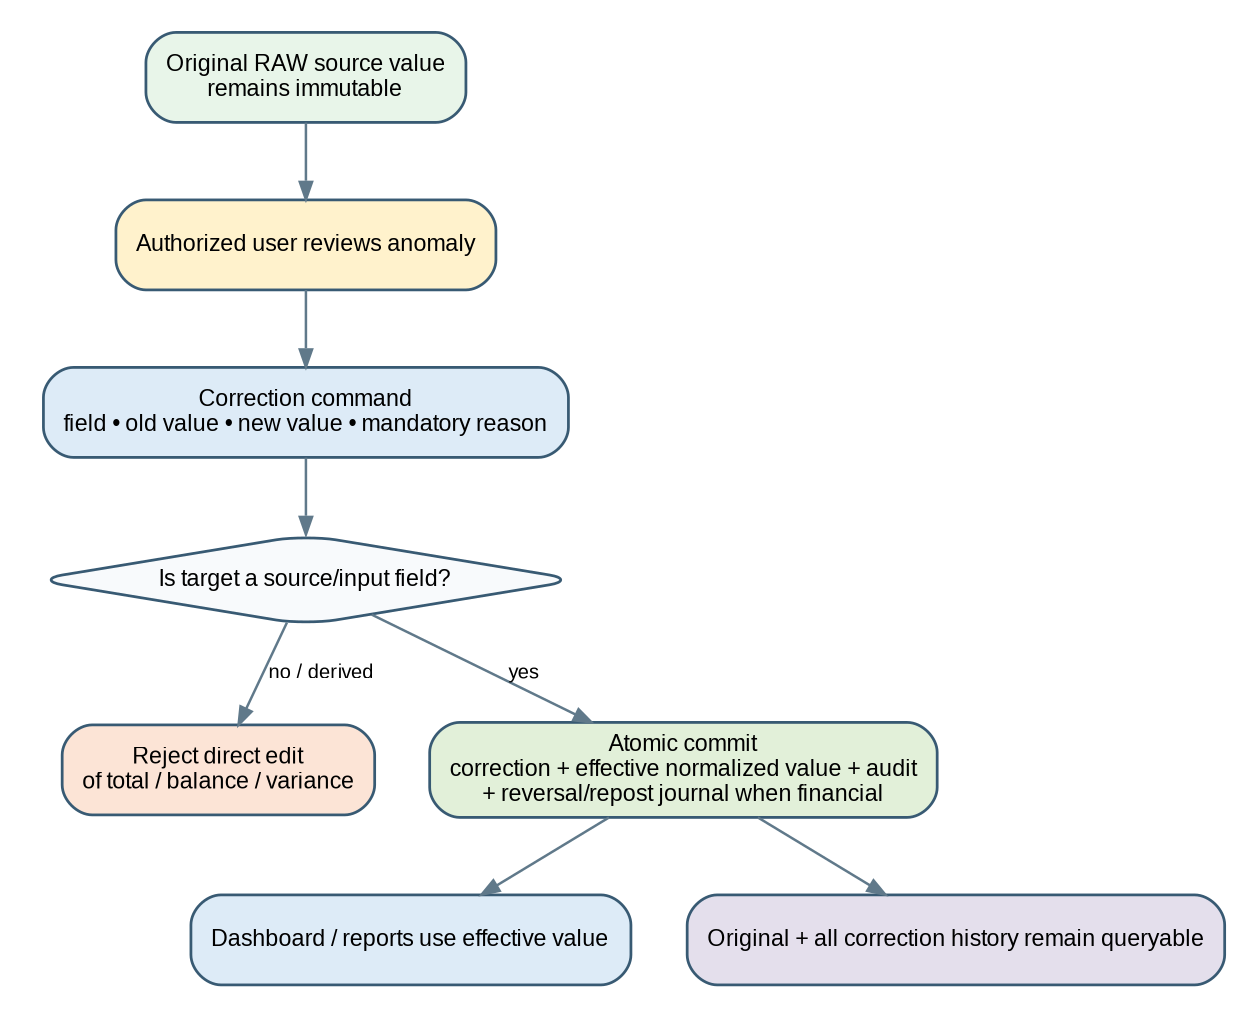 Original RAW source value
remains immutable
Authorized user reviews anomaly
Correction command
field • old value • new value • mandatory reason
Is target a source/input field?
no / derived
yes
Reject direct edit
of total / balance / variance
Atomic commit
correction + effective normalized value + audit
+ reversal/repost journal when financial
Dashboard / reports use effective value
Original + all correction history remain queryable